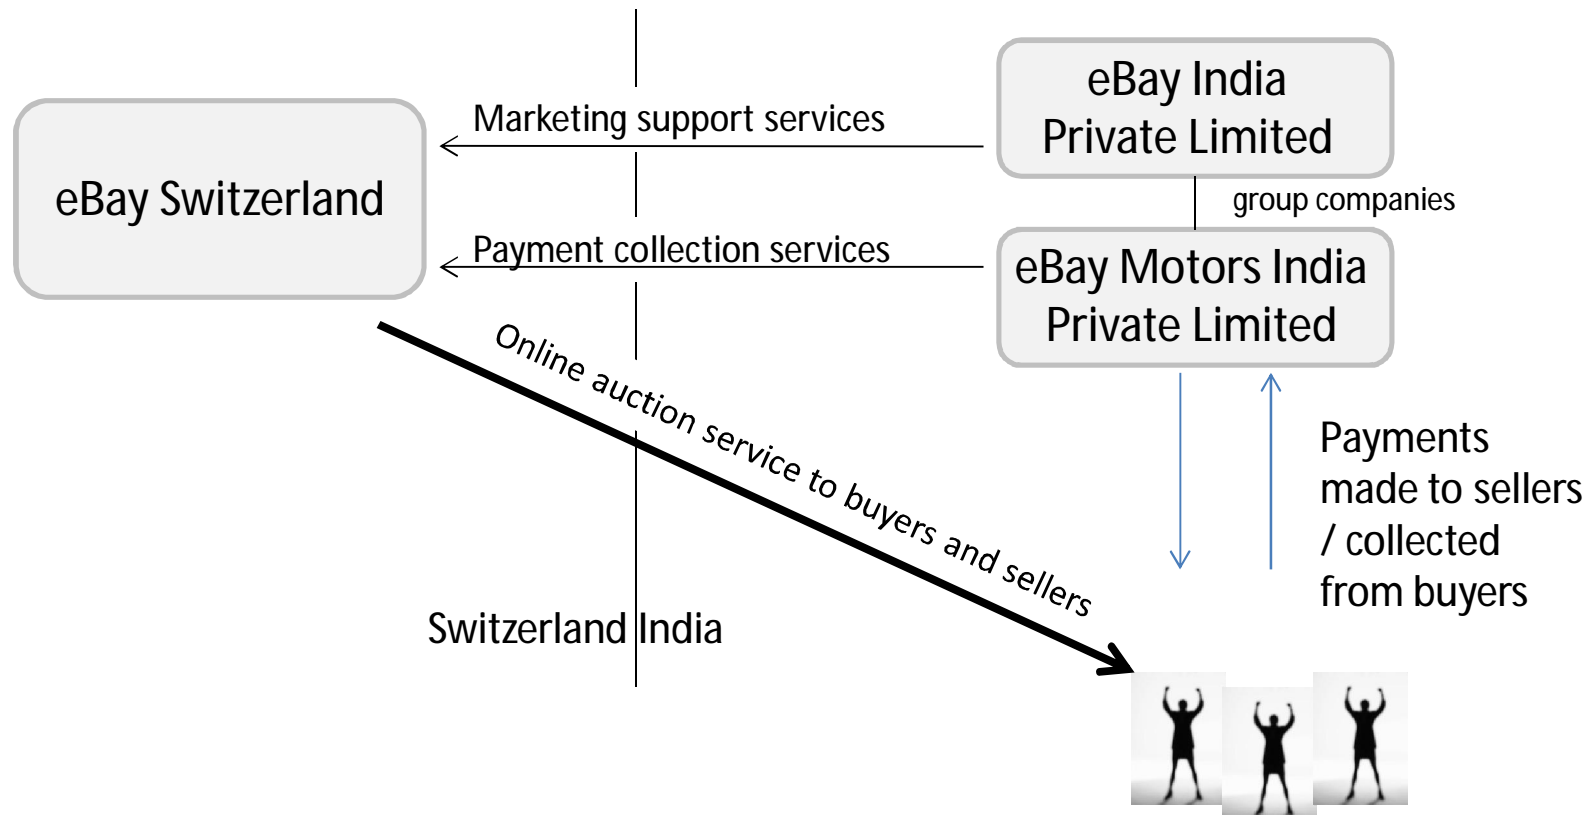 eBay India
Private Limited
Marketing support services
eBay Switzerland
group companies
Payment collection services
eBay Motors India
Private Limited
Online auction service to buyers and sellers
Payments
made to sellers
/ collected
from buyers
Switzerland India